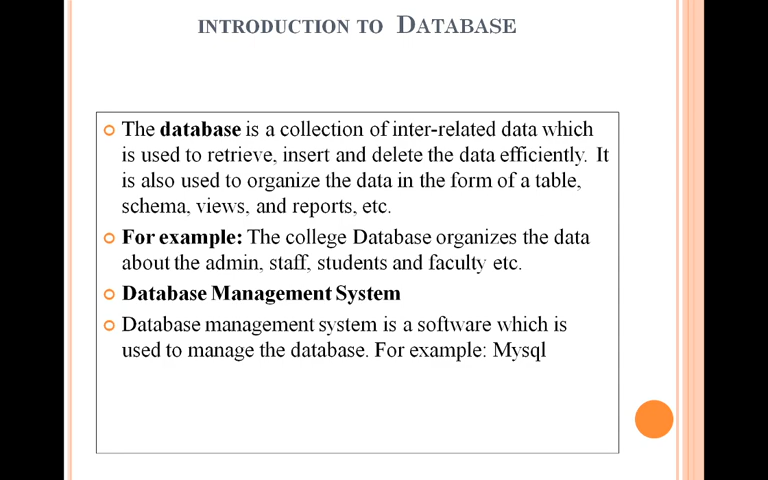 INTRODUCTION TO DATABASE
The database is a collection of inter-related data which
is used to retrieve, insert and delete the data efficiently. It
is also used to organize the data in the form of a table,
schema, views, and reports, etc.
For example: The college Database organizes the data
about the admin, staff, students and faculty etc.
Database Management System
Database management system is a software which is
used to manage the database. For example: Mysql